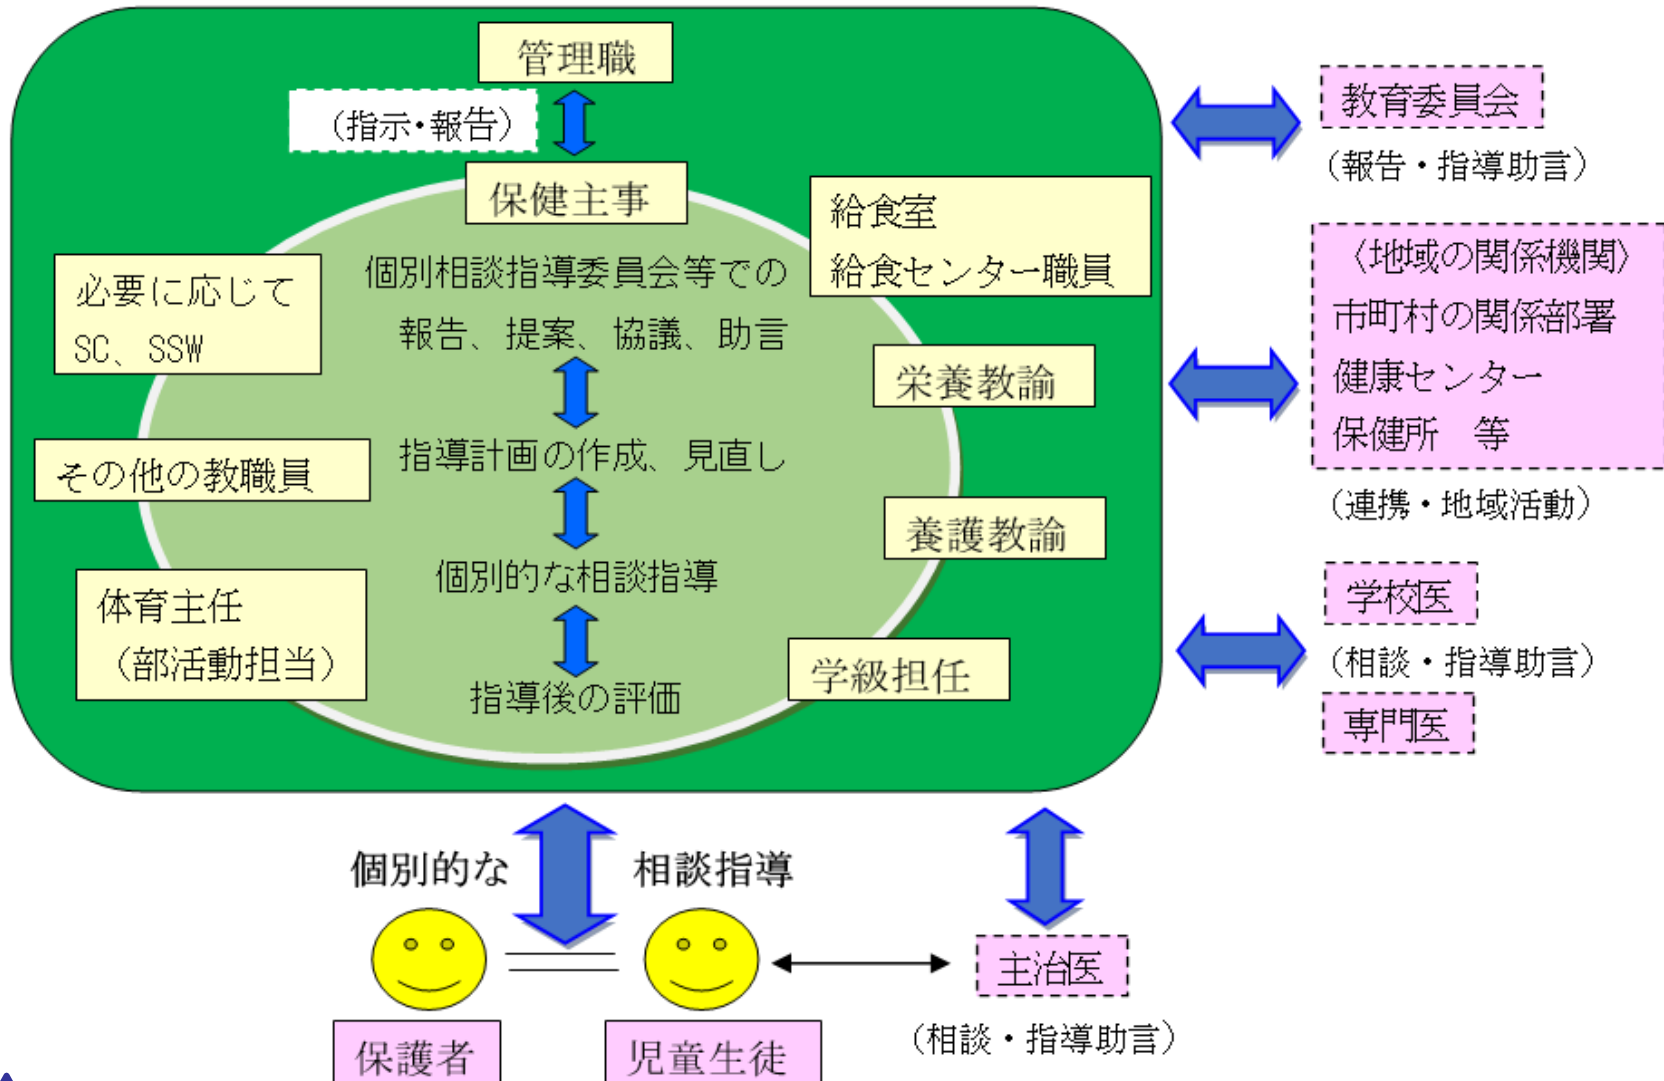 管理職
（指示・報告）
保健主事
給食室
給食センター職員
必要に応じて
SC、SSW
個別相談指導委員会等での
報告、提案、協議、助言
栄養教諭
その他の教職員
指導計画の作成、見直し
養護教諭
個別的な相談指導
体育主任
（部活動担当）
学級担任
指導後の評価
教育委員会
（報告・指導助言）
〈地域の関係機関〉
市町村の関係部署
健康センター
保健所　等
（連携・地域活動）
学校医
（相談・指導助言）
専門医
個別的な　相談指導
保護者
児童生徒
主治医
（相談・指導助言）